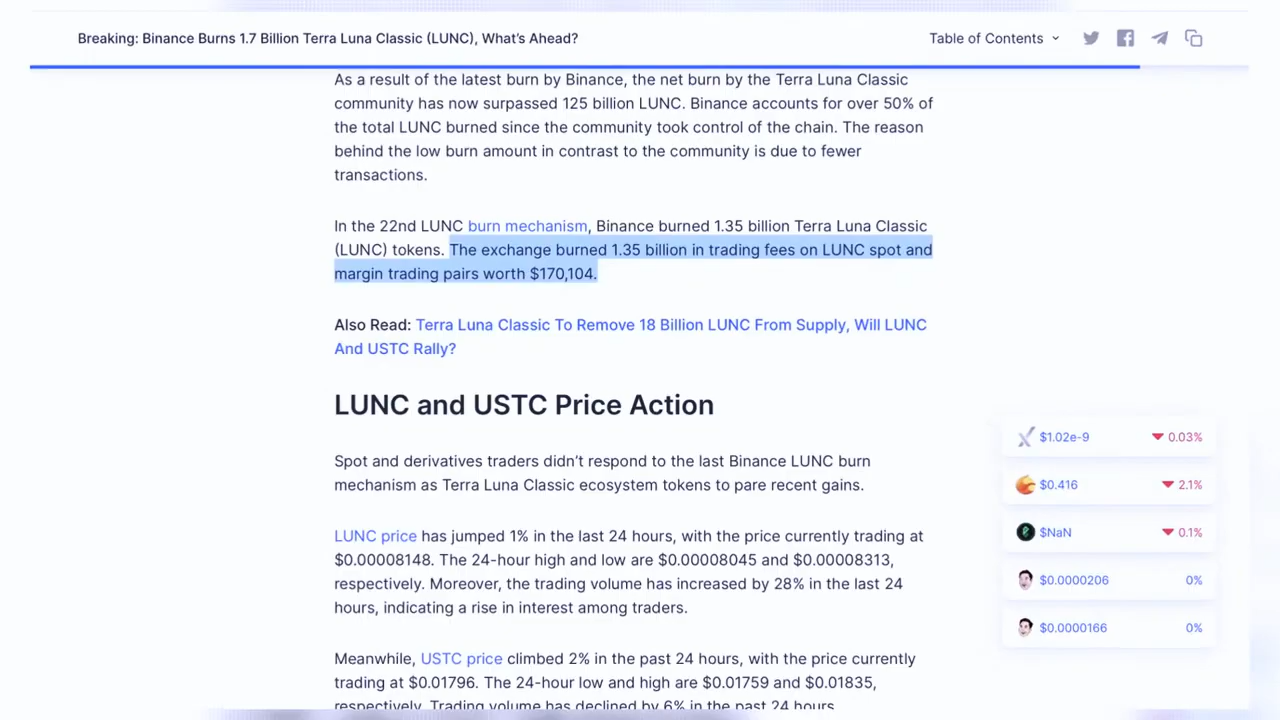 Breaking: Binance Burns 1.7 Billion Terra Luna Classic (LUNC), What's Ahead?
Table of Contents
As a result of the latest burn by Binance, the net burn by the Terra Luna Classic
community has now surpassed 125 billion LUNC. Binance accounts for over 50% of
the total LUNC burned since the community took control of the chain. The reason
behind the low burn amount in contrast to the community is due to fewer
transactions.
In the 22nd LUNC burn mechanism, Binance burned 1.35 billion Terra Luna Classic
(LUNC) tokens. The exchange burned 1.35 billion in trading fees on LUNC spot and
margin trading pairs worth $170,104.
Also Read: Terra Luna Classic To Remove 18 Billion LUNC From Supply, Will LUNC
And USTC Rally?
LUNC and USTC Price Action
Spot and derivatives traders didn't respond to the last Binance LUNC burn
mechanism as Terra Luna Classic ecosystem tokens to pare recent gains.
LUNC price has jumped 1% in the last 24 hours, with the price currently trading at
$0.00008148. The 24-hour high and low are $0.00008045 and $0.00008313,
respectively. Moreover, the trading volume has increased by 28% in the last 24
hours, indicating a rise in interest among traders.
Meanwhile, USTC price climbed 2% in the past 24 hours, with the price currently
trading at $0.01796. The 24-hour low and high are $0.01759 and $0.01835,
respectively. Trading volume has declined by 6% in the past 24 hours.
$1.02e-9 0.03%
$0.416 2.1%
$NaN 0.1%
$0.0000206 0%
$0.0000166 0%